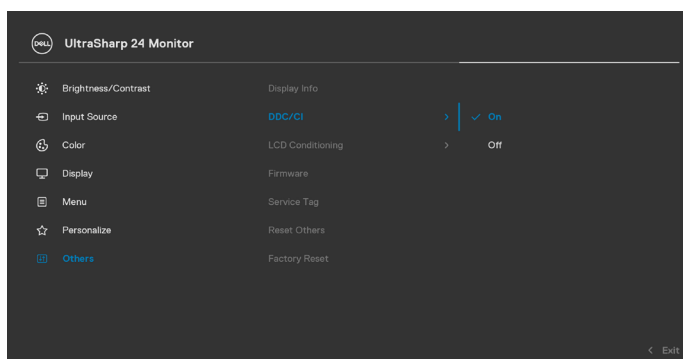 DELL
UltraSharp 24 Monitor
Brightness/Contrast
Display Info
Input Source
DDC/CI
On
Color
LCD Conditioning
Off
Display
Firmware
Menu
Service Tag
Personalize
Reset Others
Others
Factory Reset
Exit